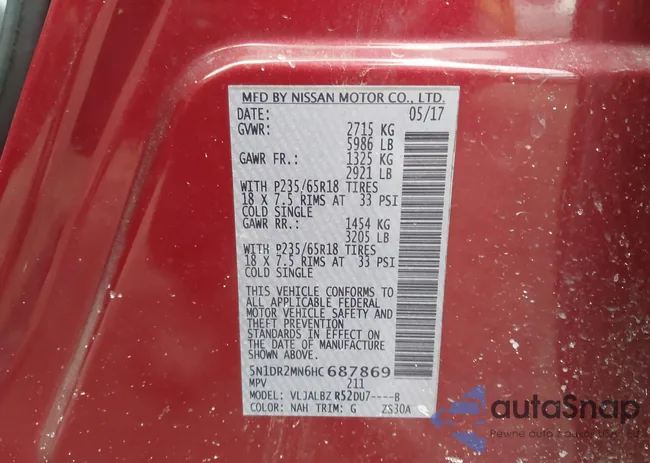 MFD BY NISSAN MOTOR CO., LTD.
DATE: 05/17
GVWR: 2715 KG
5986 LB
GAWR FR.: 1325 KG
2921 LB
WITH P235/65R18 TIRES
18 X 7.5 RIMS AT 33 PSI
COLD SINGLE
GAWR RR.: 1454 KG
3205 LB
WITH P235/65R18 TIRES
18 X 7.5 RIMS AT 33 PSI
COLD SINGLE
THIS VEHICLE CONFORMS TO
ALL APPLICABLE FEDERAL
MOTOR VEHICLE SAFETY AND
THEFT PREVENTION
STANDARDS IN EFFECT ON
THE DATE OF MANUFACTURE
SHOWN ABOVE.
5N1DR2MN6HC687869
MPV 211
MODEL: VLJALBZ R52DU7----B
COLOR: NAH TRIM: G ZS30A
autoSnap
Pewne auto z